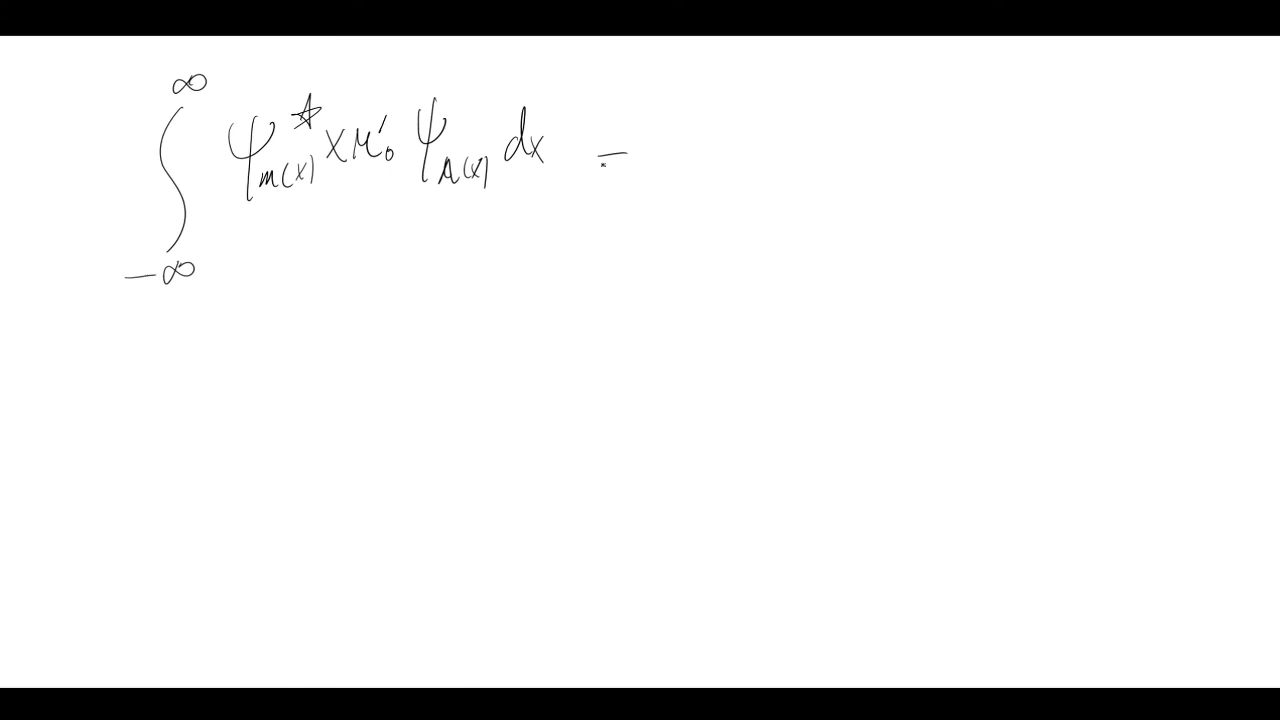 ∫_{-∞}^{∞} ψ*_{m(x)} x μ'_0 ψ_{n(x)} dx =